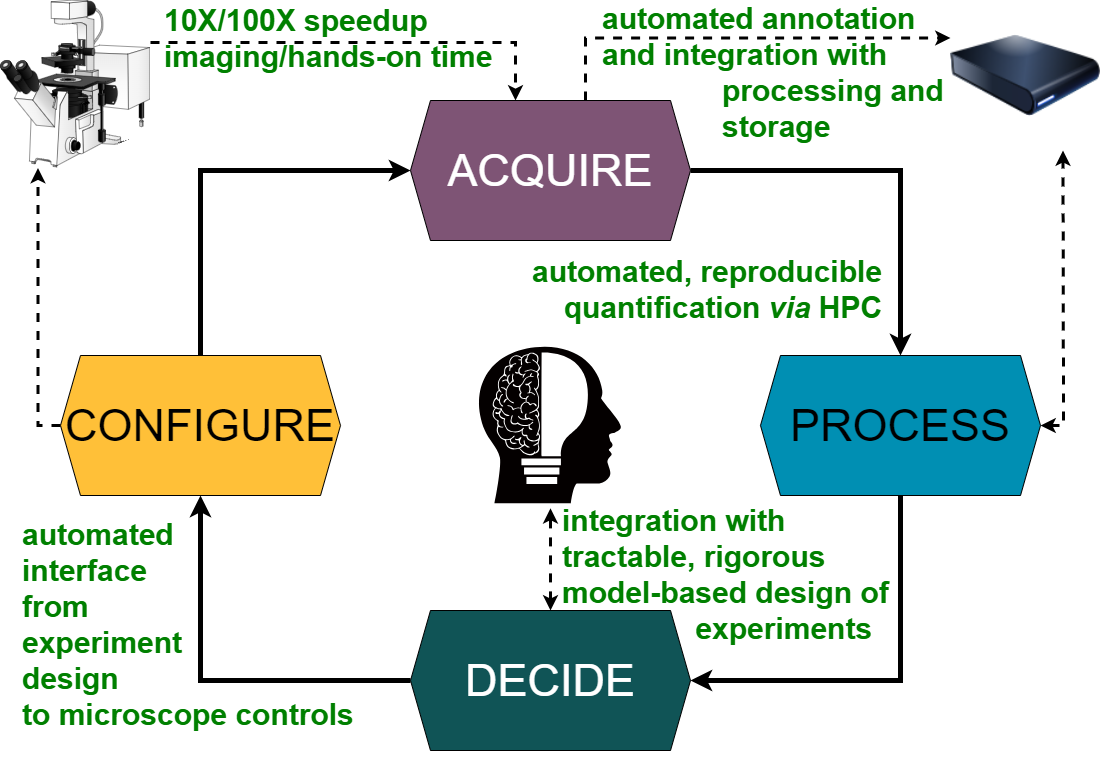 10X/100X speedup
imaging/hands-on time
automated annotation
and integration with
processing and
storage
ACQUIRE
automated, reproducible
quantification via HPC
CONFIGURE
PROCESS
integration with
tractable, rigorous
model-based design of
experiments
automated
interface
from
experiment
design
to microscope controls
DECIDE